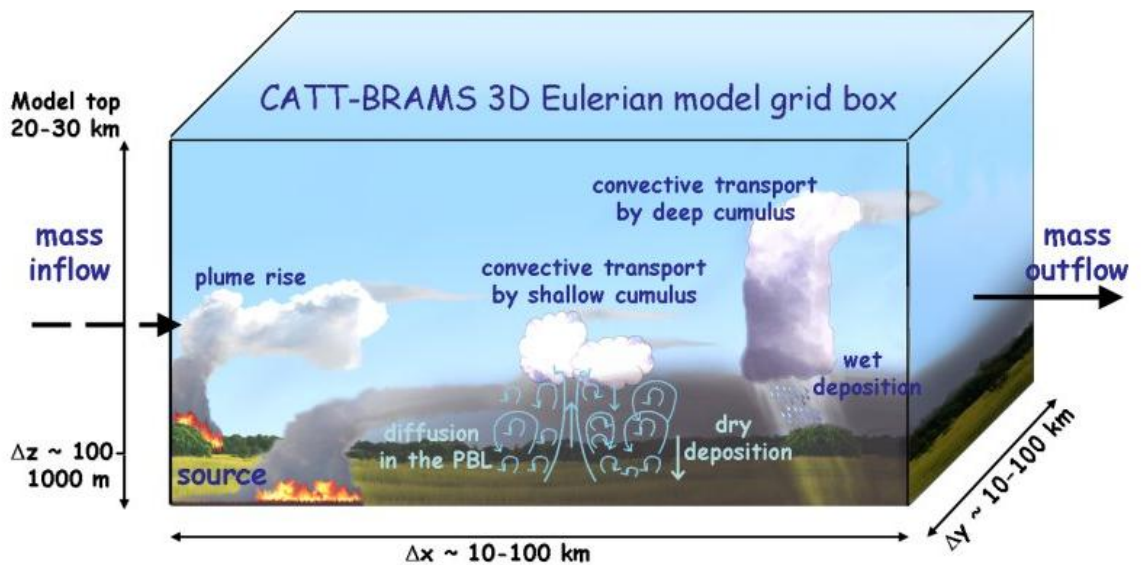 CATT-BRAMS 3D Eulerian model grid box
Model top
20-30 km
mass
inflow
plume rise
convective transport
by shallow cumulus
convective transport
by deep cumulus
mass
outflow
wet
deposition
diffusion
in the PBL
dry
deposition
source
Δz ~ 100-
1000 m
Δx ~ 10-100 km
Δy ~ 10-100 km